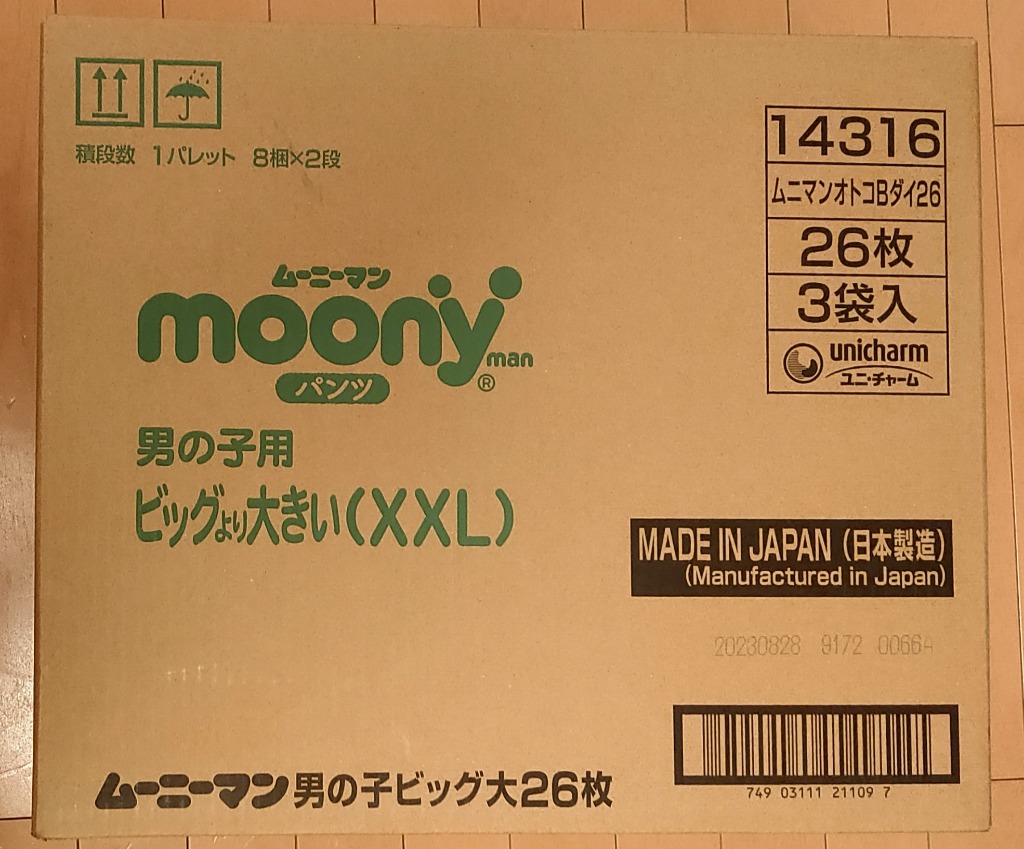 積段数 1パレット 8梱×2段
14316
ムニマンオトコBダイ26
26枚
3袋入
unicharm
ユニ・チャーム
ムーニーマン
moony man
パンツ ®
男の子用
ビッグより大きい(XXL)
MADE IN JAPAN (日本製造)
(Manufactured in Japan)
20230828 9172 0066A
749 03111 21109 7
ムーニーマン男の子ビッグ大26枚